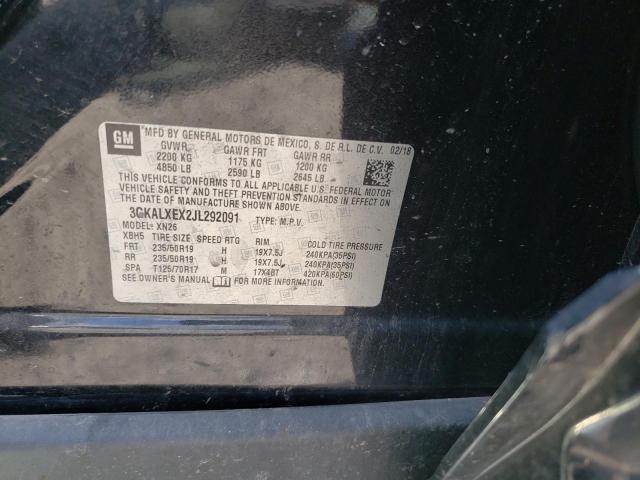 GM MFD BY GENERAL MOTORS DE MEXICO, S. DE R.L. DE C.V. 02/18
GVWR GAWR FRT GAWR RR
2200 KG 1175 KG 1200 KG
4850 LB 2590 LB 2645 LB
THIS VEHICLE CONFORMS TO ALL APPLICABLE U.S. FEDERAL MOTOR
VEHICLE SAFETY AND THEFT PREVENTION STANDARDS IN EFFECT ON
THE DATE OF MANUFACTURE SHOWN ABOVE.
3GKALXEX2JL292091 TYPE: M.P.V.
MODEL: XN26
XBH5 TIRE SIZE SPEED RTG RIM COLD TIRE PRESSURE
FRT 235/50R19 H 19X7.5J 240KPA(35PSI)
RR 235/50R19 H 19X7.5J 240KPA(35PSI)
SPA T125/70R17 M 17X4BT 420KPA(60PSI)
SEE OWNER'S MANUAL FOR MORE INFORMATION.